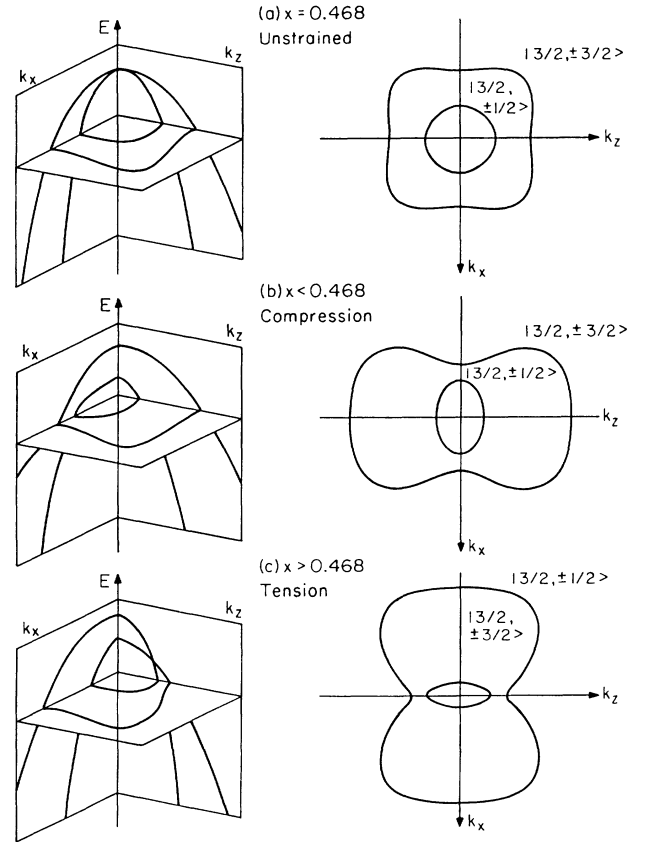 (a) x = 0.468
Unstrained
E
k_x
k_z
|3/2,±3/2>
|3/2,
±1/2>
k_z
k_x
(b) x < 0.468
Compression
E
k_x
k_z
|3/2,±3/2>
|3/2,±1/2>
k_z
k_x
(c) x > 0.468
Tension
E
k_x
k_z
|3/2,±1/2>
|3/2,
±3/2>
k_z
k_x